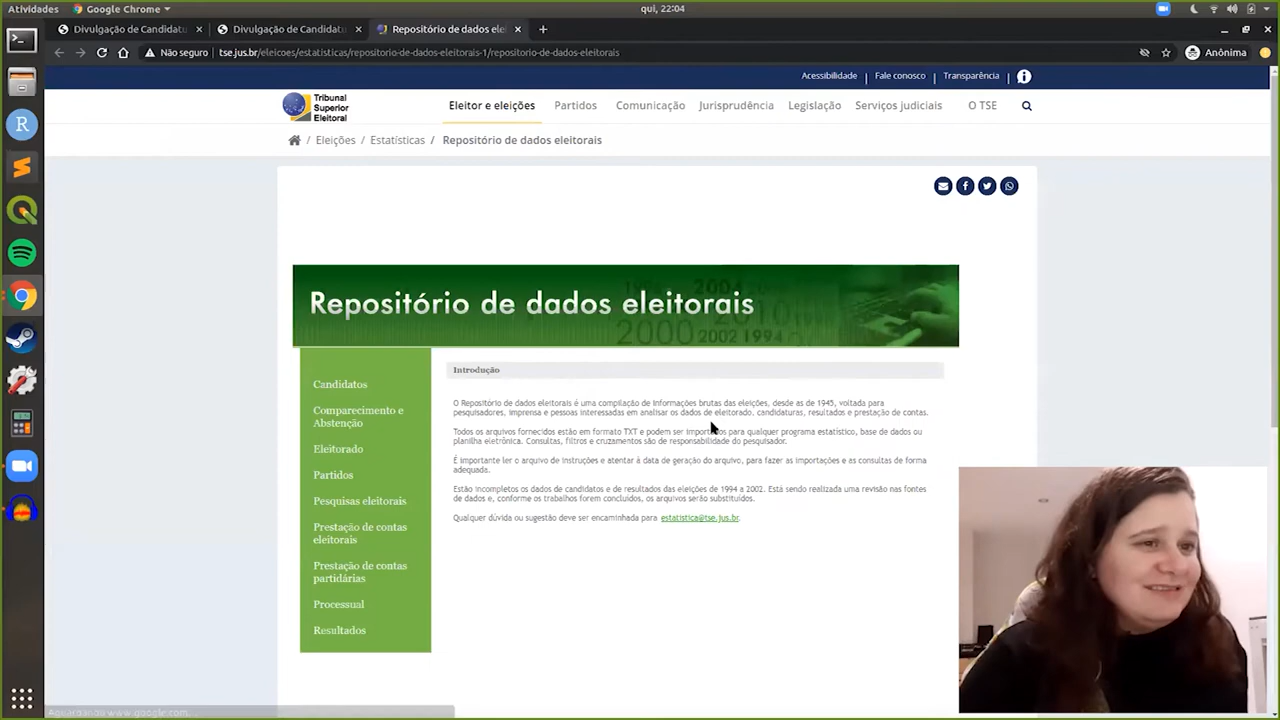 Atividades
Google Chrome
qui, 22:04
Divulgação de Candidatu
Divulgação de Candidatu
Repositório de dados ele
Não seguro
tse.jus.br/eleicoes/estatisticas/repositorio-de-dados-eleitorais-1/repositorio-de-dados-eleitorais
Anônima
Acessibilidade
Fale conosco
Transparência
Tribunal
Superior
Eleitoral
Eleitor e eleições
Partidos
Comunicação
Jurisprudência
Legislação
Serviços judiciais
O TSE
/ Eleições / Estatísticas / Repositório de dados eleitorais
Repositório de dados eleitorais
2000
2002 1994
Candidatos
Comparecimento e
Abstenção
Eleitorado
Partidos
Pesquisas eleitorais
Prestação de contas
eleitorais
Prestação de contas
partidárias
Processual
Resultados
Introdução
O Repositório de dados eleitorais é uma compilação de informações brutas das eleições, desde as de 1945, voltada para
pesquisadores, imprensa e pessoas interessadas em analisar os dados de eleitorado, candidaturas, resultados e prestação de contas.
Todos os arquivos fornecidos estão em formato TXT e podem ser importados para qualquer programa estatístico, base de dados ou
planilha eletrônica. Consultas, filtros e cruzamentos são de responsabilidade do pesquisador.
É importante ler o arquivo de instruções e atentar à data de geração do arquivo, para fazer as importações e as consultas de forma
adequada.
Estão incompletos os dados de candidatos e de resultados das eleições de 1994 a 2002. Está sendo realizada uma revisão nas fontes
de dados e, conforme os trabalhos forem concluídos, os arquivos serão substituídos.
Qualquer dúvida ou sugestão deve ser encaminhada para estatistica@tse.jus.br.